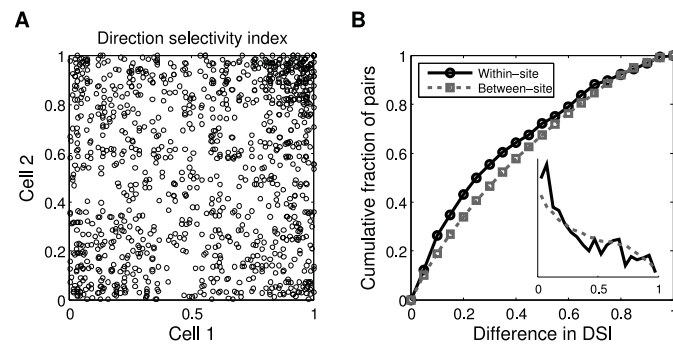 A
Direction selectivity index
1
0.8
0.6
0.4
0.2
0
0
0.5
1
Cell 2
Cell 1
B
1
0.8
0.6
0.4
0.2
0
0
0.2
0.4
0.6
0.8
1
Cumulative fraction of pairs
Difference in DSI
Within–site
Between–site
0
0.5
1